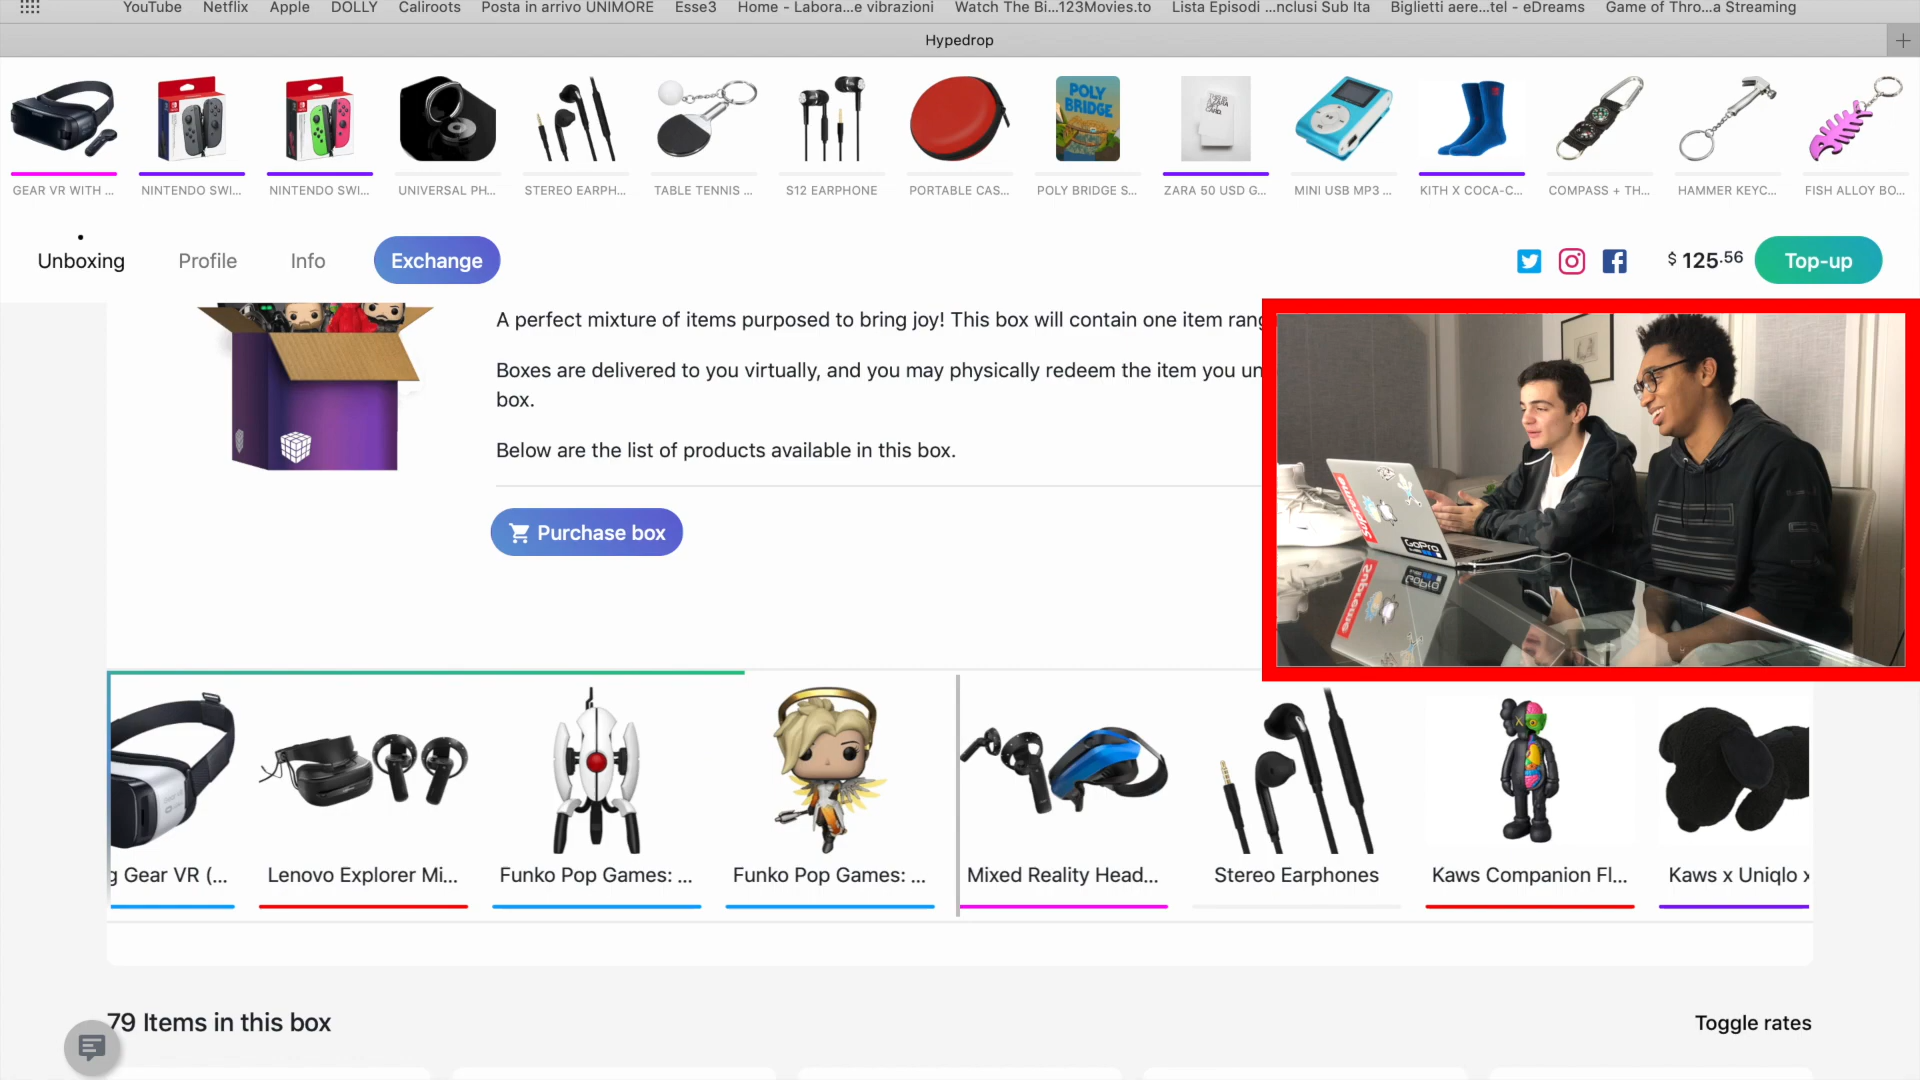 YouTube Netflix Apple DOLLY Caliroots Posta in arrivo UNIMORE Esse3 Home - Labora...e vibrazioni Watch The Bi...123Movies.to Lista Episodi ...nclusi Sub Ita Biglietti aere...tel - eDreams Game of Thro...a Streaming
Hypedrop
POLY BRIDGE
GEAR VR WITH ... NINTENDO SWI... NINTENDO SWI... UNIVERSAL PH... STEREO EARPH... TABLE TENNIS ... S12 EARPHONE PORTABLE CAS... POLY BRIDGE S... ZARA 50 USD G... MINI USB MP3 ... KITH X COCA-C... COMPASS + TH... HAMMER KEYC... FISH ALLOY BO...
Unboxing Profile Info Exchange $ 125.56 Top-up
A perfect mixture of items purposed to bring joy! This box will contain one item rang
Boxes are delivered to you virtually, and you may physically redeem the item you un
box.
Below are the list of products available in this box.
Purchase box
Supreme
GoPro
g Gear VR (... Lenovo Explorer Mi... Funko Pop Games: ... Funko Pop Games: ... Mixed Reality Head... Stereo Earphones Kaws Companion Fl... Kaws x Uniqlo x
79 Items in this box Toggle rates